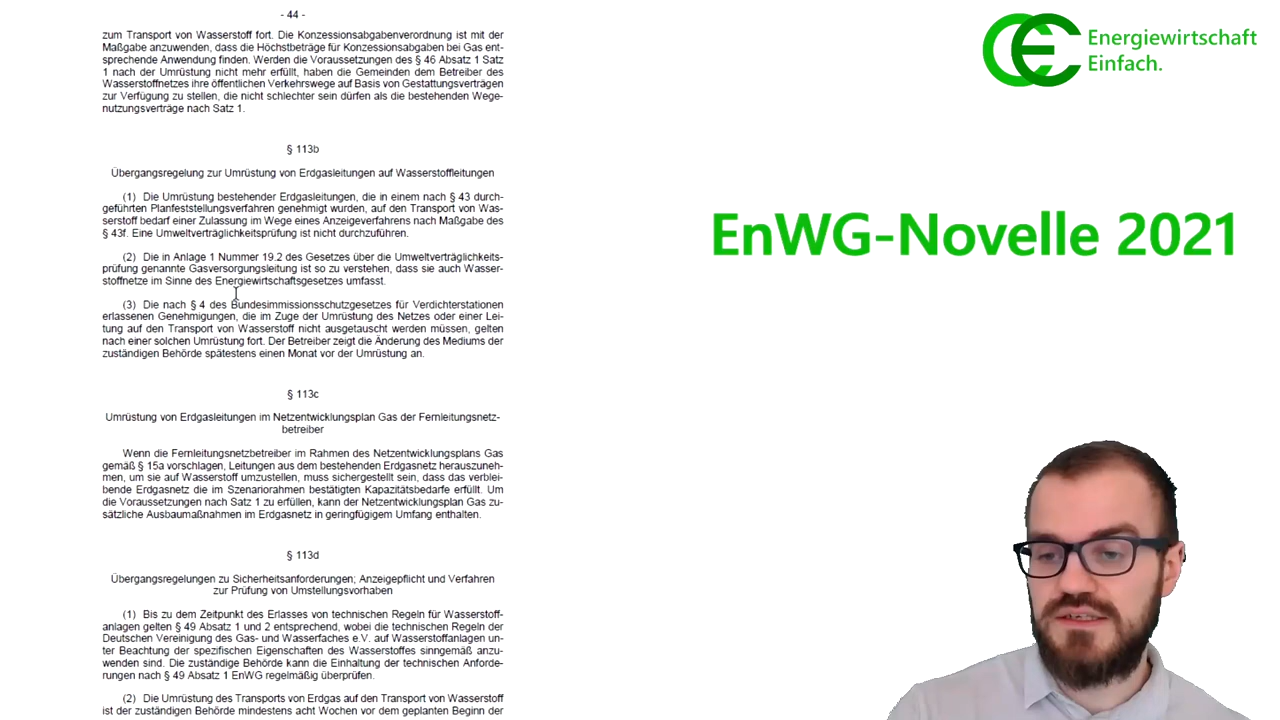 - 44 -
zum Transport von Wasserstoff fort. Die Konzessionsabgabenverordnung ist mit der
Maßgabe anzuwenden, dass die Höchstbeträge für Konzessionsabgaben bei Gas ent-
sprechende Anwendung finden. Werden die Voraussetzungen des § 46 Absatz 1 Satz
1 nach der Umrüstung nicht mehr erfüllt, haben die Gemeinden dem Betreiber des
Wasserstoffnetzes ihre öffentlichen Verkehrswege auf Basis von Gestattungsverträgen
zur Verfügung zu stellen, die nicht schlechter sein dürfen als die bestehenden Wege-
nutzungsverträge nach Satz 1.
§ 113b
Übergangsregelung zur Umrüstung von Erdgasleitungen auf Wasserstoffleitungen
(1) Die Umrüstung bestehender Erdgasleitungen, die in einem nach § 43 durch-
geführten Planfeststellungsverfahren genehmigt wurden, auf den Transport von Was-
serstoff bedarf einer Zulassung im Wege eines Anzeigeverfahrens nach Maßgabe des
§ 43f. Eine Umweltverträglichkeitsprüfung ist nicht durchzuführen.
(2) Die in Anlage 1 Nummer 19.2 des Gesetzes über die Umweltverträglichkeits-
prüfung genannte Gasversorgungsleitung ist so zu verstehen, dass sie auch Wasser-
stoffnetze im Sinne des Energiewirtschaftsgesetzes umfasst.
(3) Die nach § 4 des Bundesimmissionsschutzgesetzes für Verdichterstationen
erlassenen Genehmigungen, die im Zuge der Umrüstung des Netzes oder einer Lei-
tung auf den Transport von Wasserstoff nicht ausgetauscht werden müssen, gelten
nach einer solchen Umrüstung fort. Der Betreiber zeigt die Änderung des Mediums der
zuständigen Behörde spätestens einen Monat vor der Umrüstung an.
§ 113c
Umrüstung von Erdgasleitungen im Netzentwicklungsplan Gas der Fernleitungsnetz-
betreiber
Wenn die Fernleitungsnetzbetreiber im Rahmen des Netzentwicklungsplans Gas
gemäß § 15a vorschlagen, Leitungen aus dem bestehenden Erdgasnetz herauszuneh-
men, um sie auf Wasserstoff umzustellen, muss sichergestellt sein, dass das verblei-
bende Erdgasnetz die im Szenariorahmen bestätigten Kapazitätsbedarfe erfüllt. Um
die Voraussetzungen nach Satz 1 zu erfüllen, kann der Netzentwicklungsplan Gas zu-
sätzliche Ausbaumaßnahmen im Erdgasnetz in geringfügigem Umfang enthalten.
§ 113d
Übergangsregelungen zu Sicherheitsanforderungen; Anzeigepflicht und Verfahren
zur Prüfung von Umstellungsvorhaben
(1) Bis zu dem Zeitpunkt des Erlasses von technischen Regeln für Wasserstoff-
anlagen gelten § 49 Absatz 1 und 2 entsprechend, wobei die technischen Regeln der
Deutschen Vereinigung des Gas- und Wasserfaches e.V. auf Wasserstoffanlagen un-
ter Beachtung der spezifischen Eigenschaften des Wasserstoffes sinngemäß anzu-
wenden sind. Die zuständige Behörde kann die Einhaltung der technischen Anforde-
rungen nach § 49 Absatz 1 EnWG regelmäßig überprüfen.
(2) Die Umrüstung des Transports von Erdgas auf den Transport von Wasserstoff
ist der zuständigen Behörde mindestens acht Wochen vor dem geplanten Beginn der
Energiewirtschaft
Einfach.
EnWG-Novelle 2021